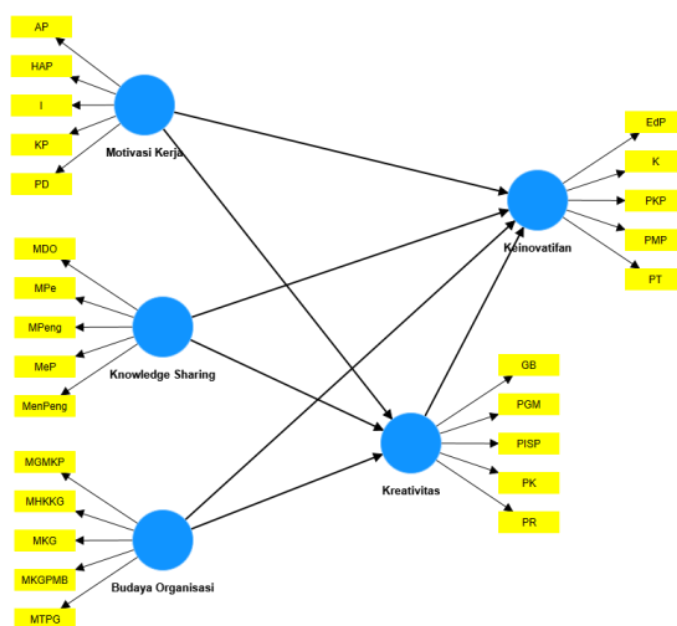 AP
HAP
I
KP
PD
Motivasi Kerja
MDO
MPe
MPeng
MeP
MenPeng
Knowledge Sharing
MGMKP
MHKKG
MKG
MKGPMB
MTPG
Budaya Organisasi
EdP
K
PKP
PMP
PT
Keinovatifan
GB
PGM
PISP
PK
PR
Kreativitas